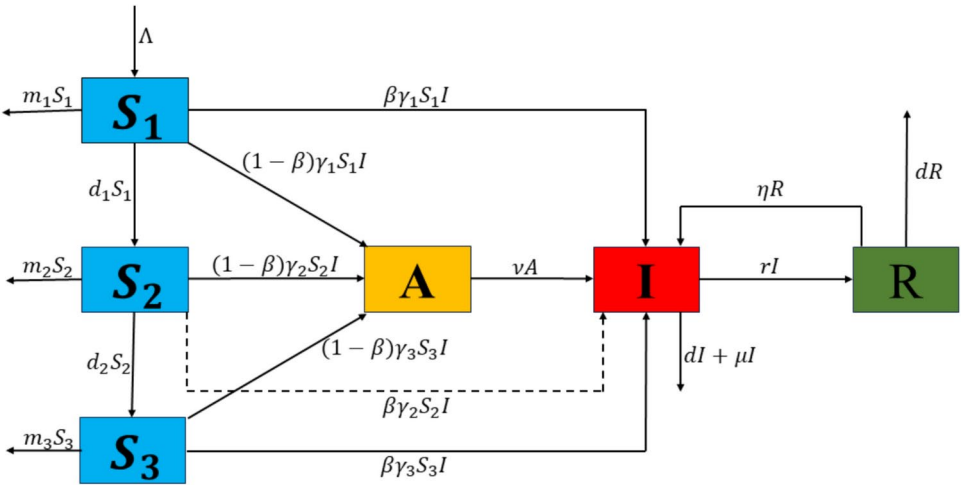 Λ
m₁S₁
S₁
βγ₁S₁I
(1 − β)γ₁S₁I
d₁S₁
dR
ηR
m₂S₂
S₂
(1 − β)γ₂S₂I
A
νA
I
rI
R
d₂S₂
(1 − β)γ₃S₃I
dI + μI
βγ₂S₂I
m₃S₃
S₃
βγ₃S₃I